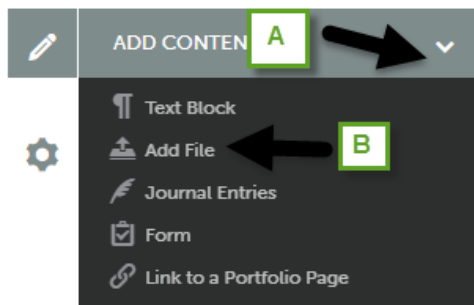 ADD CONTEN A
Text Block
Add File B
Journal Entries
Form
Link to a Portfolio Page